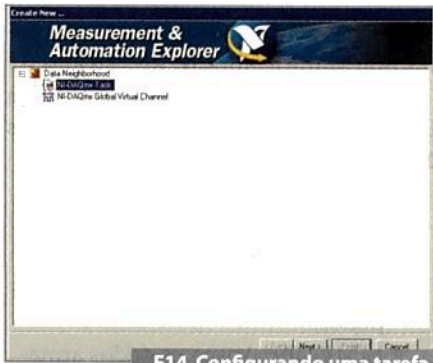 Create New ...
Measurement &
Automation Explorer
Data Neighborhood
NI-DAQmx Task
NI-DAQmx Global Virtual Channel
Next > Cancel
F14. Configurando uma tarefa